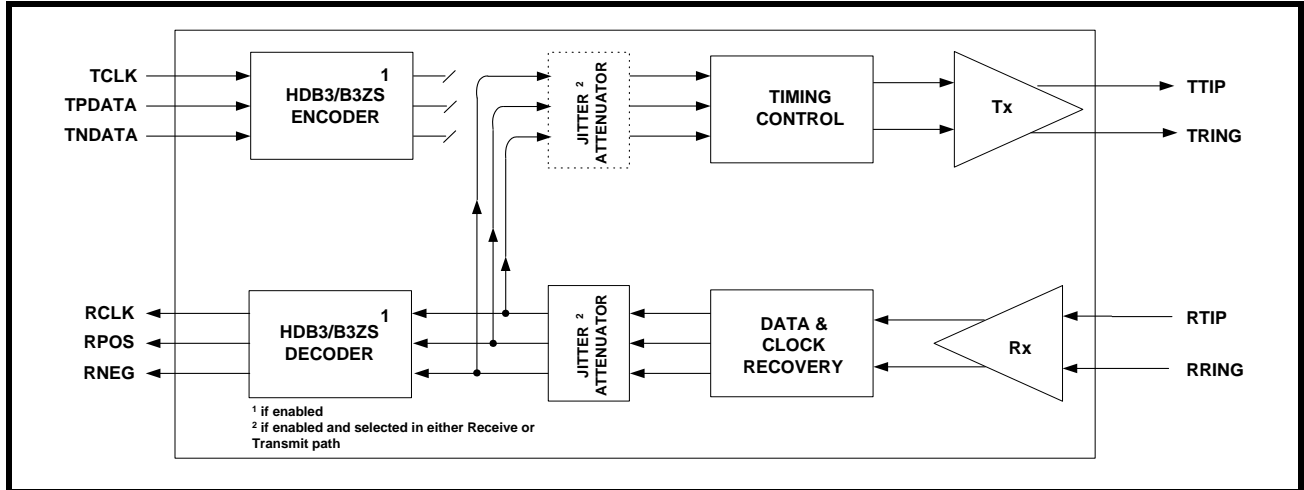 TCLK
TPDATA
TNDATA
1
HDB3/B3ZS
ENCODER
JITTER 2
ATTENUATOR
TIMING
CONTROL
Tx
TTIP
TRING
RCLK
RPOS
RNEG
1
HDB3/B3ZS
DECODER
JITTER 2
ATTENUATOR
DATA &
CLOCK
RECOVERY
Rx
RTIP
RRING
1 if enabled
2 if enabled and selected in either Receive or
Transmit path